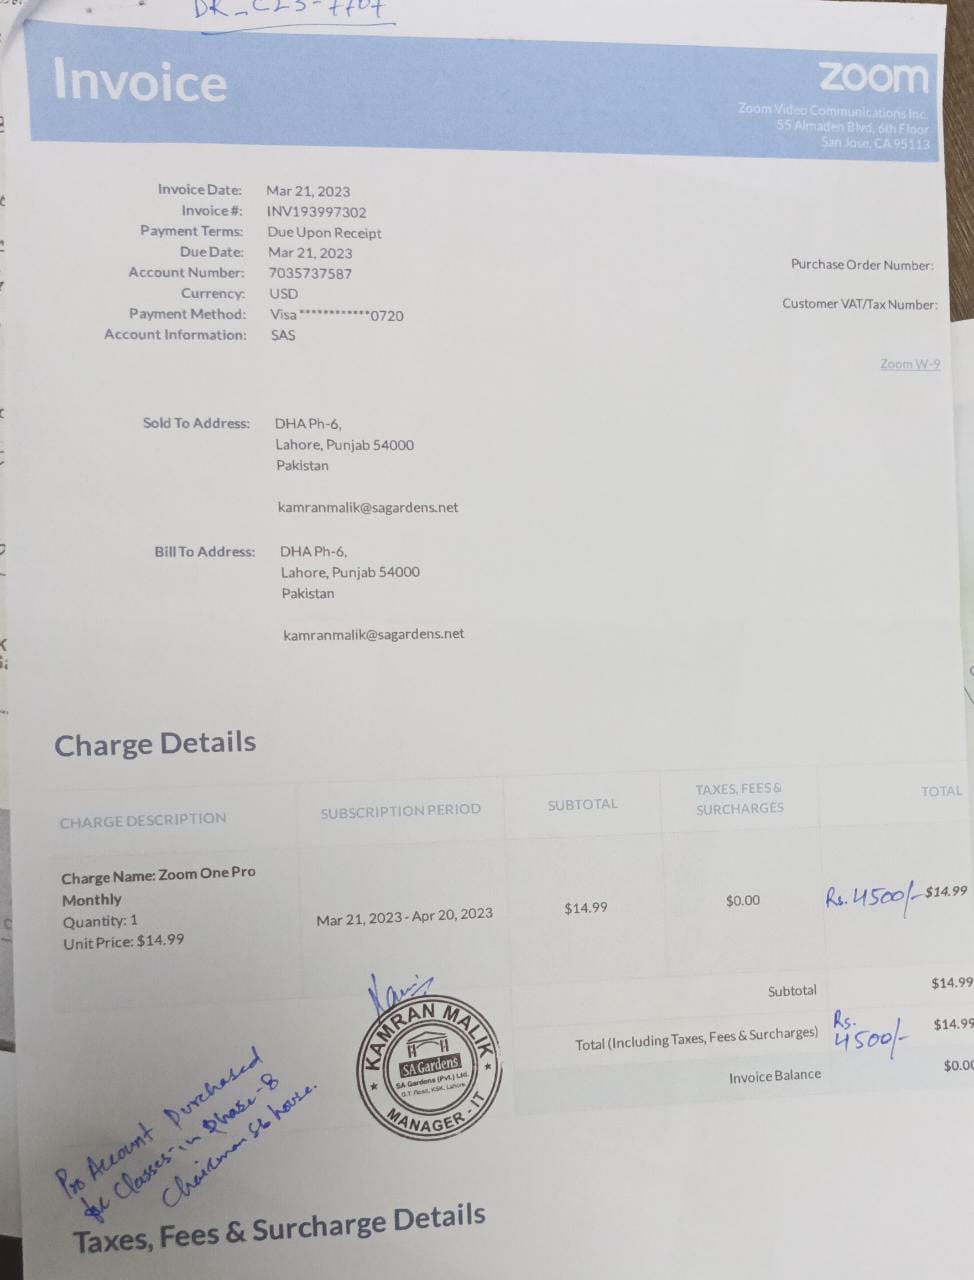 Invoice
zoom
Zoom Video Communications Inc.
55 Almaden Blvd, 6th Floor
San Jose, CA 95113
Invoice Date: Mar 21, 2023
Invoice #: INV193997302
Payment Terms: Due Upon Receipt
Due Date: Mar 21, 2023
Account Number: 7035737587
Currency: USD
Payment Method: Visa ************0720
Account Information: SAS
Purchase Order Number:
Customer VAT/Tax Number:
Zoom W-9
Sold To Address: DHA Ph-6,
Lahore, Punjab 54000
Pakistan
kamranmalik@sagardens.net
Bill To Address: DHA Ph-6,
Lahore, Punjab 54000
Pakistan
kamranmalik@sagardens.net
Charge Details
CHARGE DESCRIPTION SUBSCRIPTION PERIOD SUBTOTAL TAXES, FEES & SURCHARGES TOTAL
Charge Name: Zoom One Pro
Monthly
Quantity: 1
Unit Price: $14.99
Mar 21, 2023 - Apr 20, 2023 $14.99 $0.00 Rs. 4500/- $14.99
Subtotal $14.99
Total (Including Taxes, Fees & Surcharges) Rs. 4500/- $14.99
Invoice Balance $0.00
KAMRAN MALIK
SA Gardens
SA Gardens (Pvt.) Ltd.
G.T. Road, KSK, Lahore.
MANAGER - IT
Pro Account Purchased
for Classes in Phase-8
Chairman Sb house.
Taxes, Fees & Surcharge Details